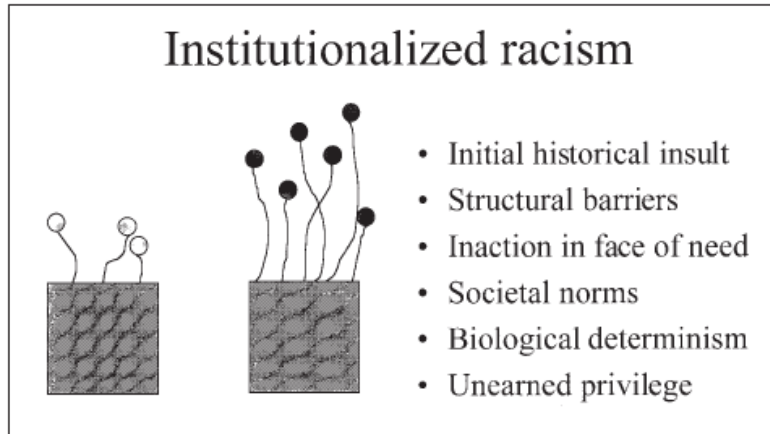 Institutionalized racism
• Initial historical insult
• Structural barriers
• Inaction in face of need
• Societal norms
• Biological determinism
• Unearned privilege